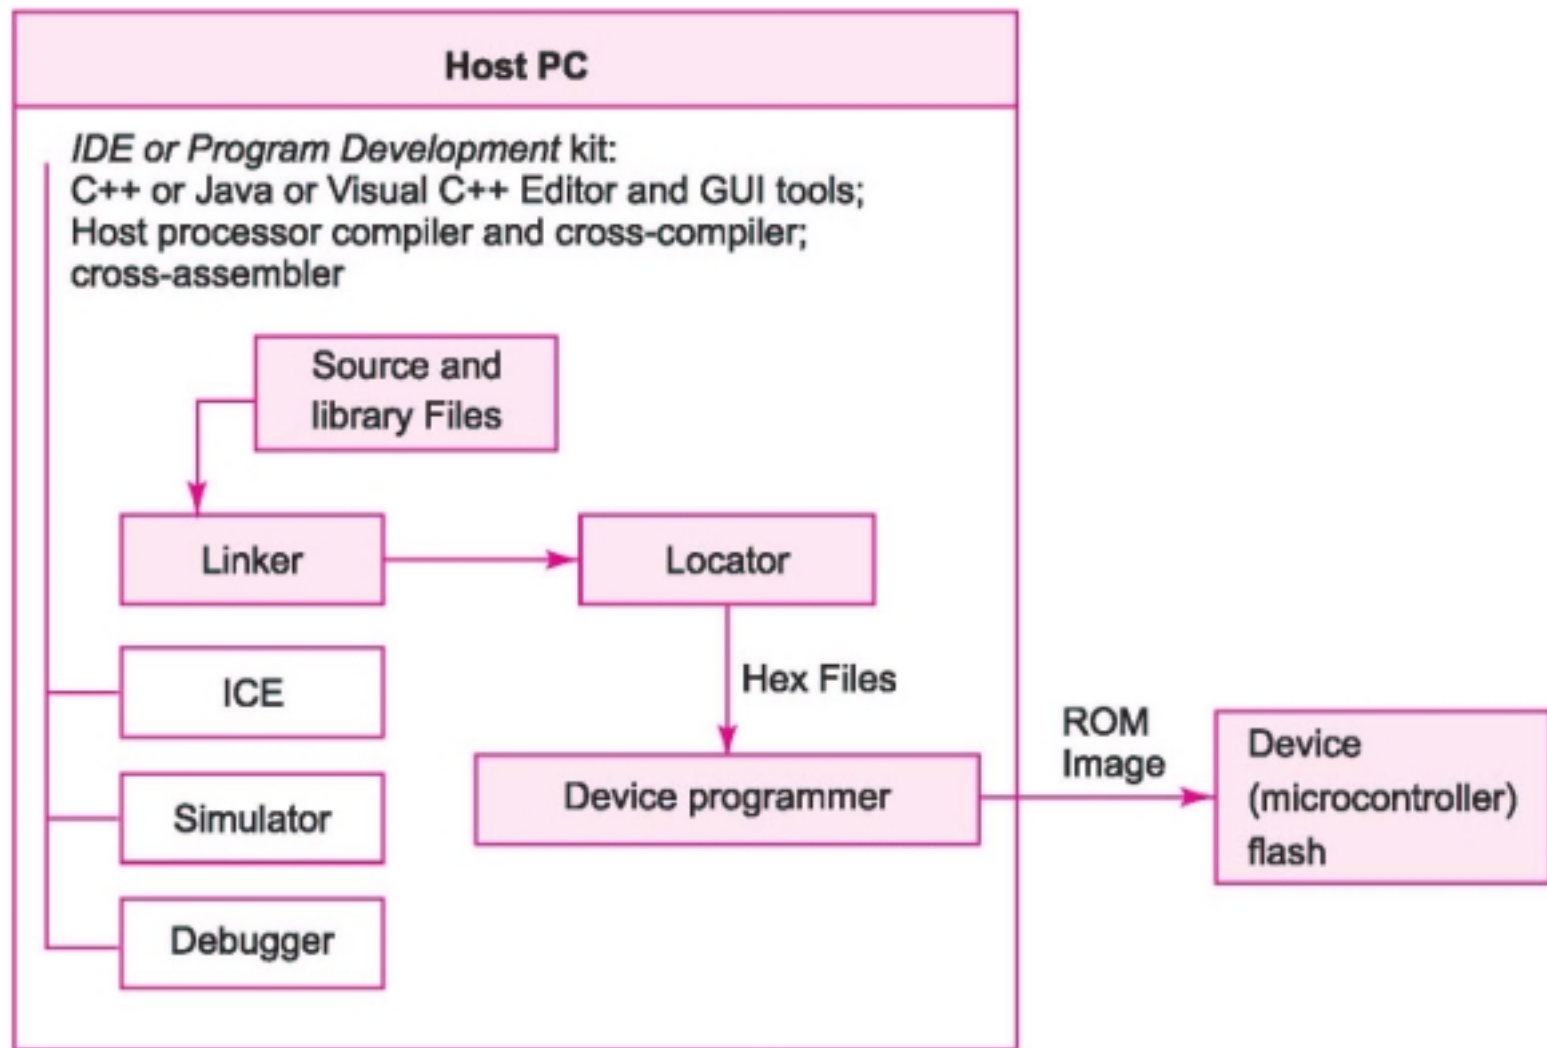 Host PC
IDE or Program Development kit:
C++ or Java or Visual C++ Editor and GUI tools;
Host processor compiler and cross-compiler;
cross-assembler
Source and
library Files
Linker
Locator
ICE
Hex Files
ROM
Image
Device
(microcontroller)
flash
Device programmer
Simulator
Debugger